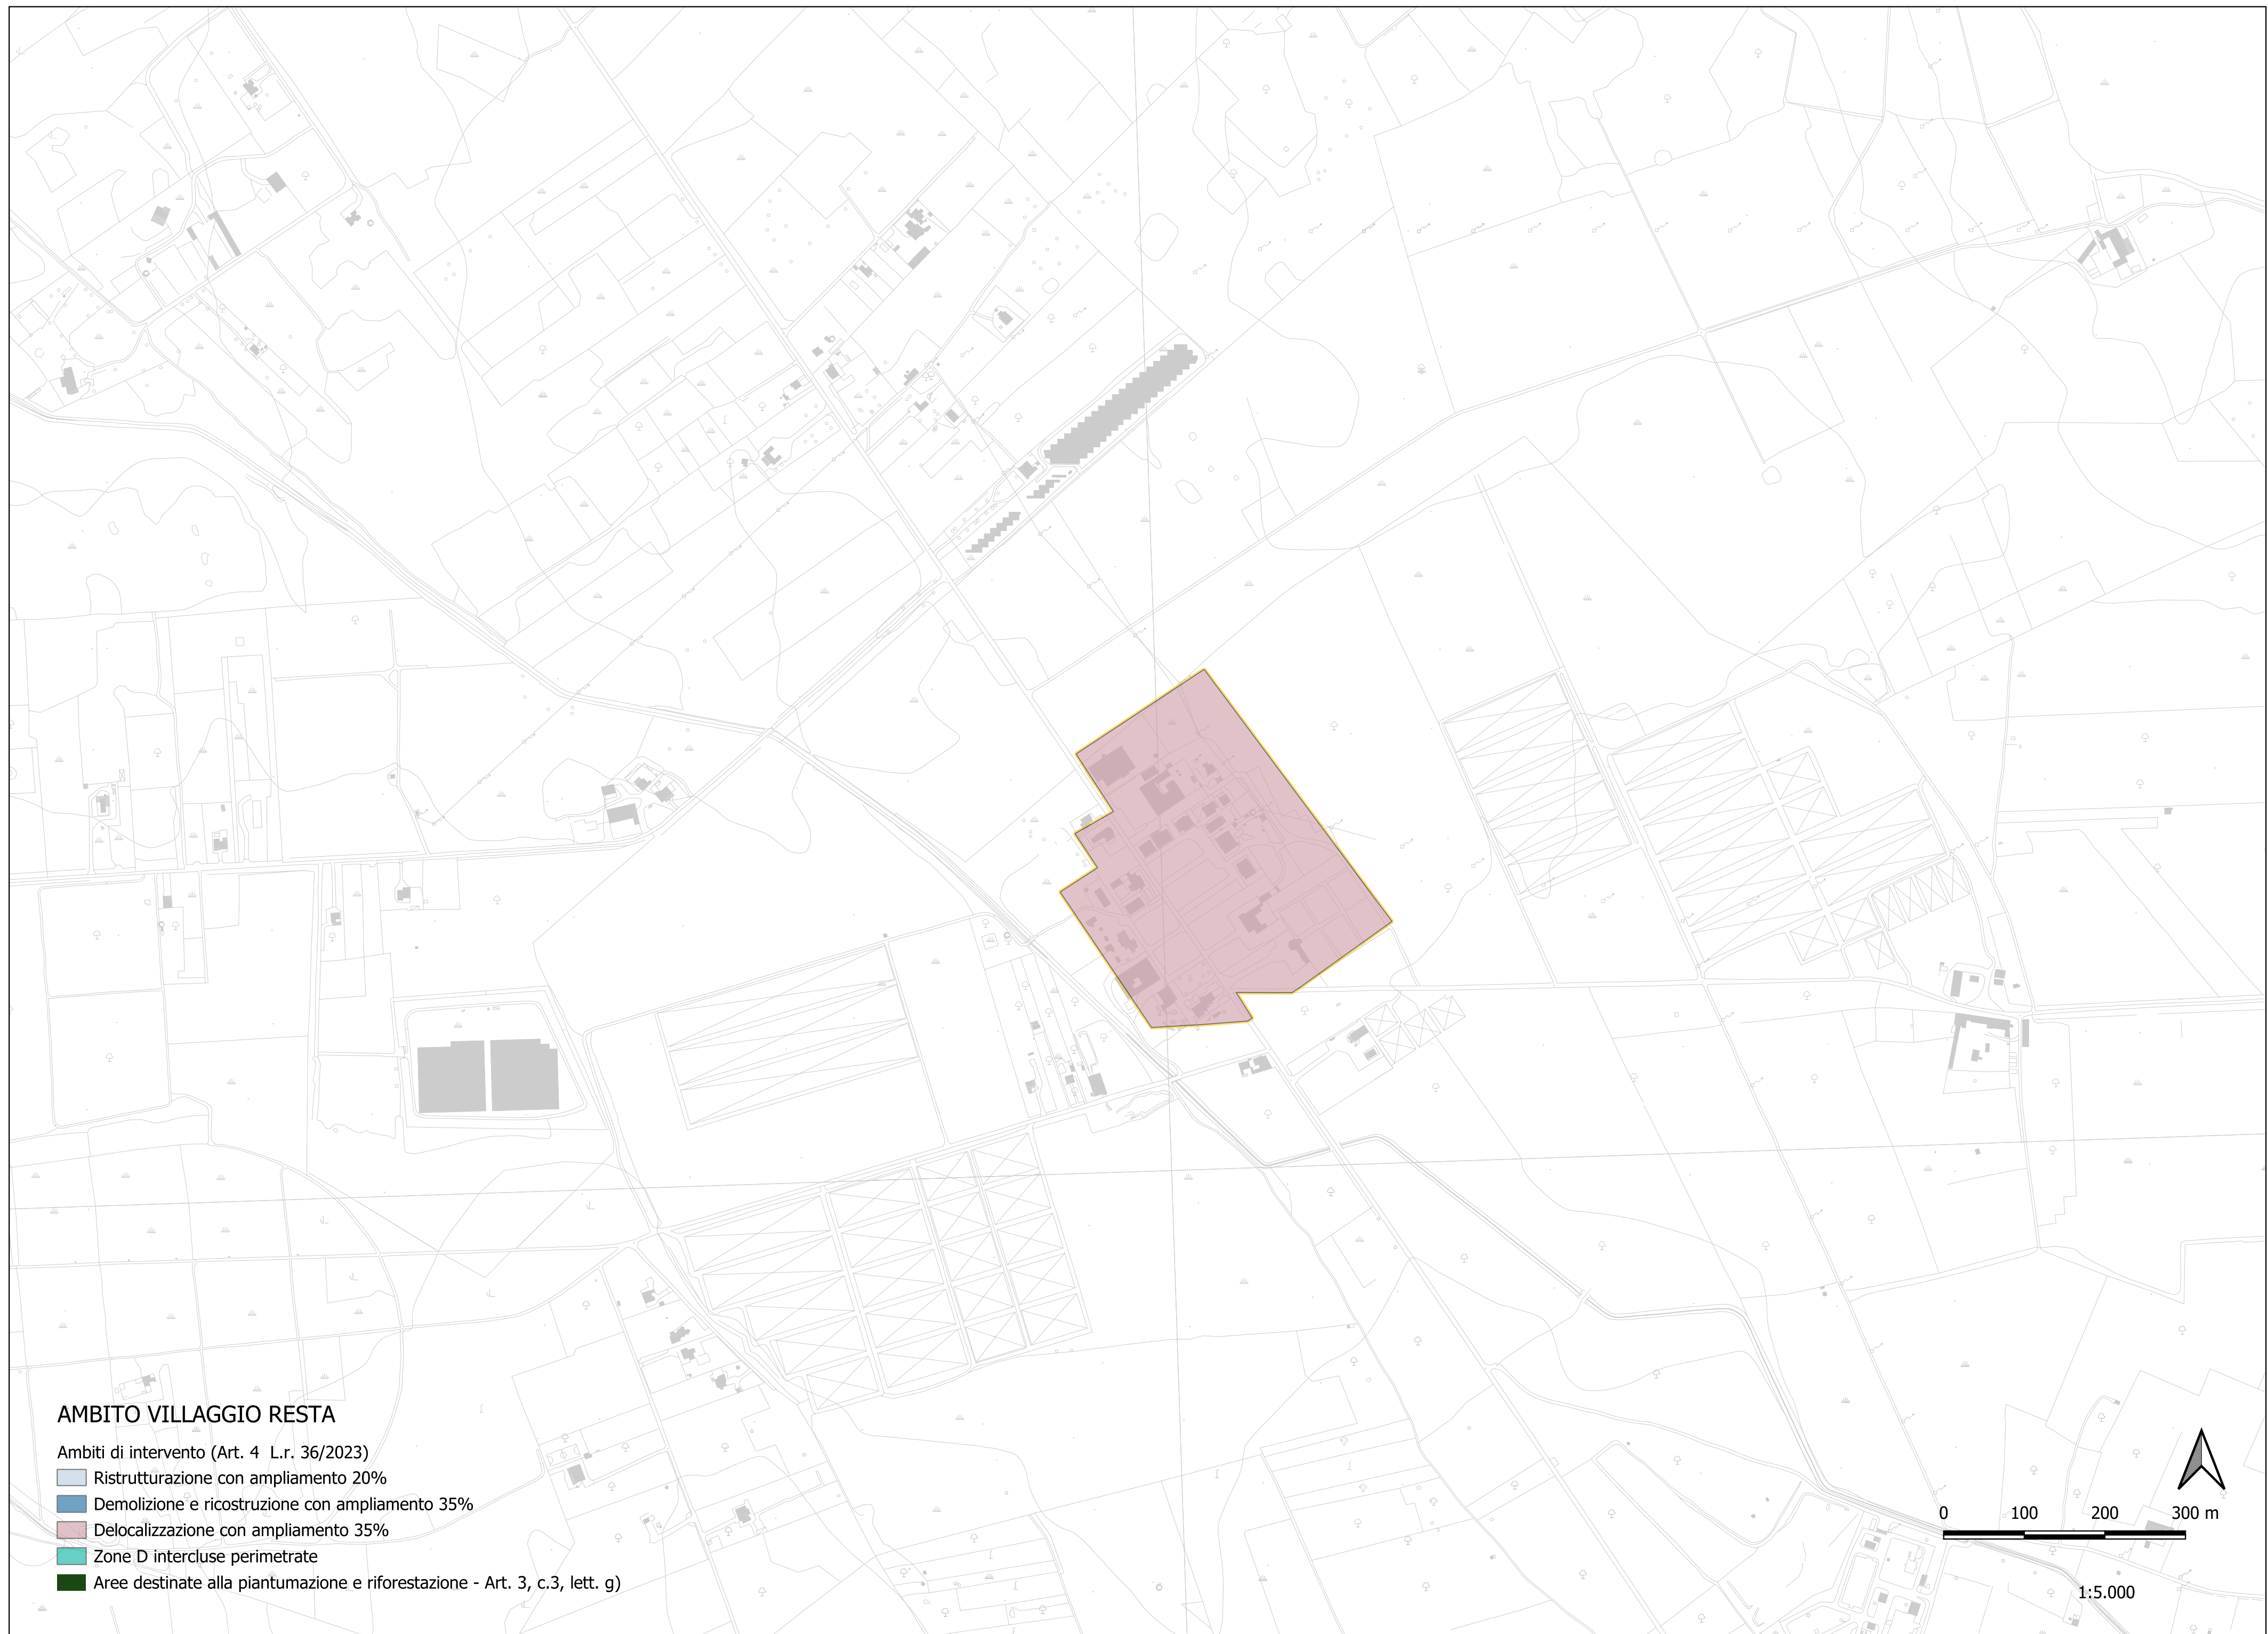 AMBITO VILLAGGIO RESTA
Ambiti di intervento (Art. 4 L.r. 36/2023)
Ristrutturazione con ampliamento 20%
Demolizione e ricostruzione con ampliamento 35%
Delocalizzazione con ampliamento 35%
Zone D intercluse perimetrate
Aree destinate alla piantumazione e riforestazione - Art. 3, c.3, lett. g)
0 100 200 300 m
1:5.000